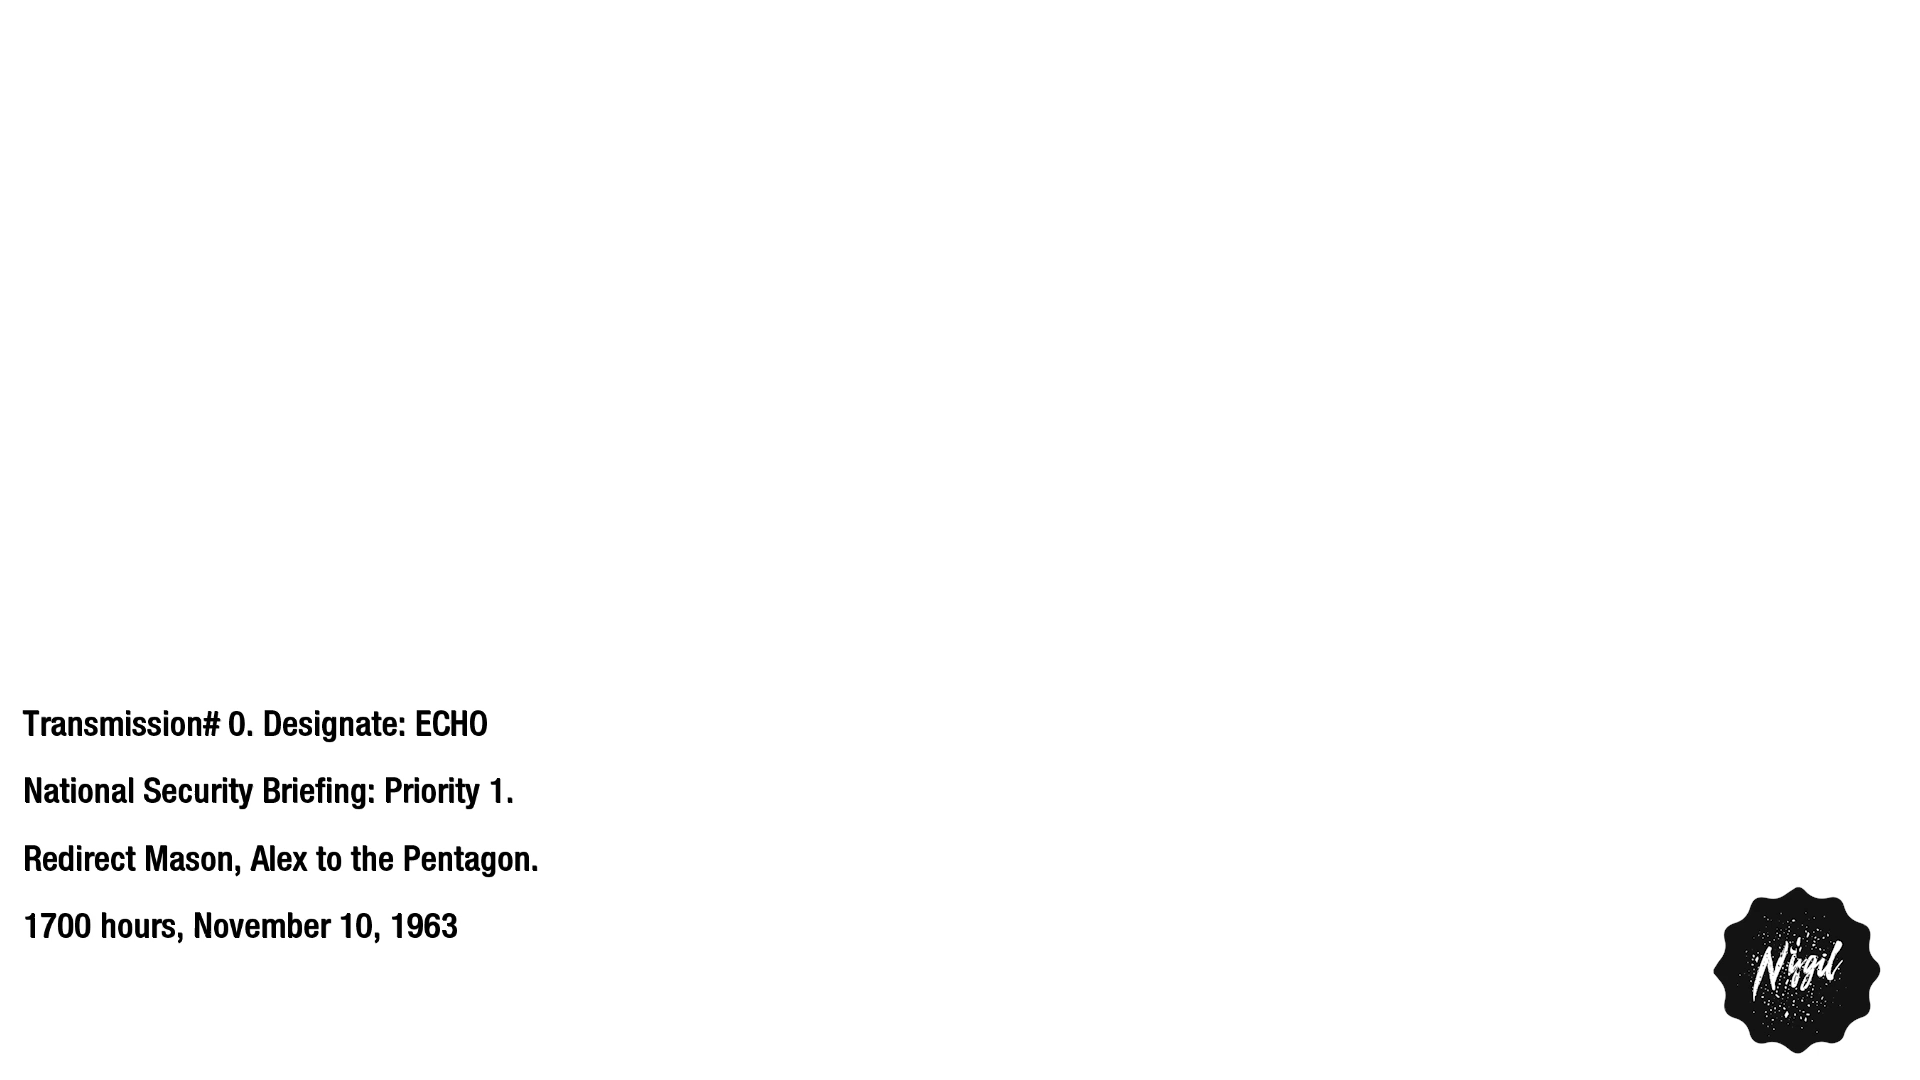 Transmission# 0. Designate: ECHO
National Security Briefing: Priority 1.
Redirect Mason, Alex to the Pentagon.
1700 hours, November 10, 1963